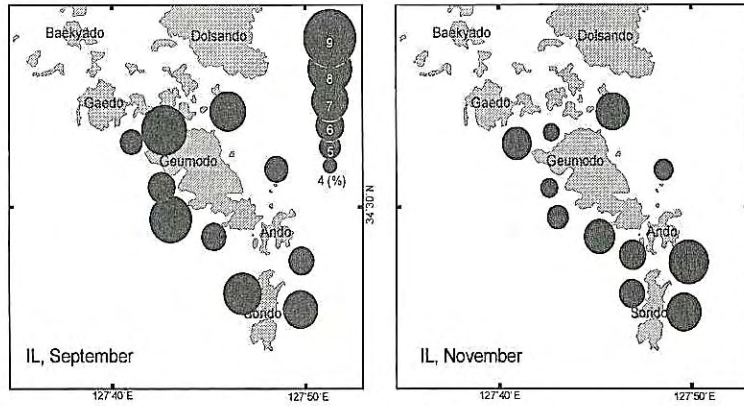 Baekyado
Dolsando
9
8
Gaedo
7
6
5
Geumodo
4 (%)
Ando
Sorido
IL, September
127°40´E
127°50´E
34°30´N
Baekyado
Dolsando
Gaedo
Geumodo
Ando
Sorido
IL, November
127°40´E
127°50´E